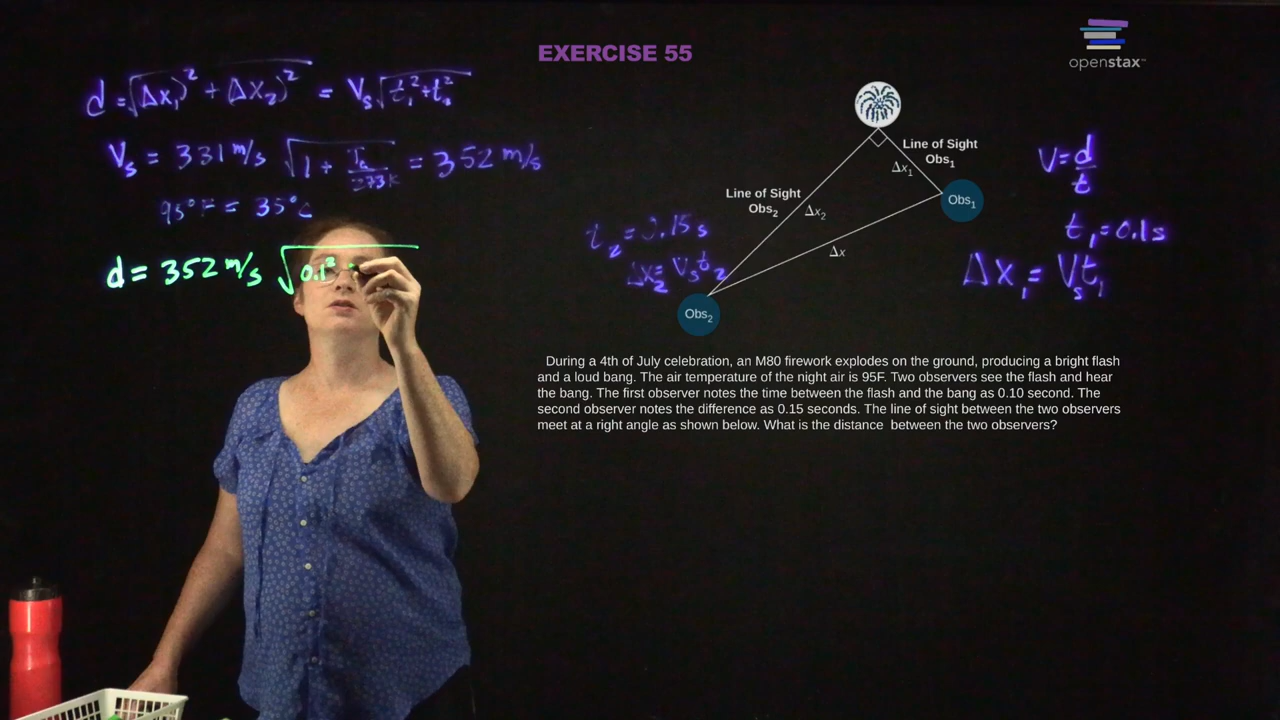 EXERCISE 55
openstax™
d = √(Δx₁)² + Δx₂)² = Vₛ√t₁²+t₂²
Vₛ = 331 m/s √1 + Tc/273K = 352 m/s
95°F = 35°C
d = 352 m/s √0.1²
Line of Sight
Obs₁
Δx₁
Obs₁
Line of Sight
Obs₂
Δx₂
Δx
Obs₂
t₂ = 0.15s
Δx₂ = Vₛt₂
V = d/t
t₁ = 0.1s
Δx₁ = Vₛt₁
During a 4th of July celebration, an M80 firework explodes on the ground, producing a bright flash
and a loud bang. The air temperature of the night air is 95F. Two observers see the flash and hear
the bang. The first observer notes the time between the flash and the bang as 0.10 second. The
second observer notes the difference as 0.15 seconds. The line of sight between the two observers
meet at a right angle as shown below. What is the distance between the two observers?